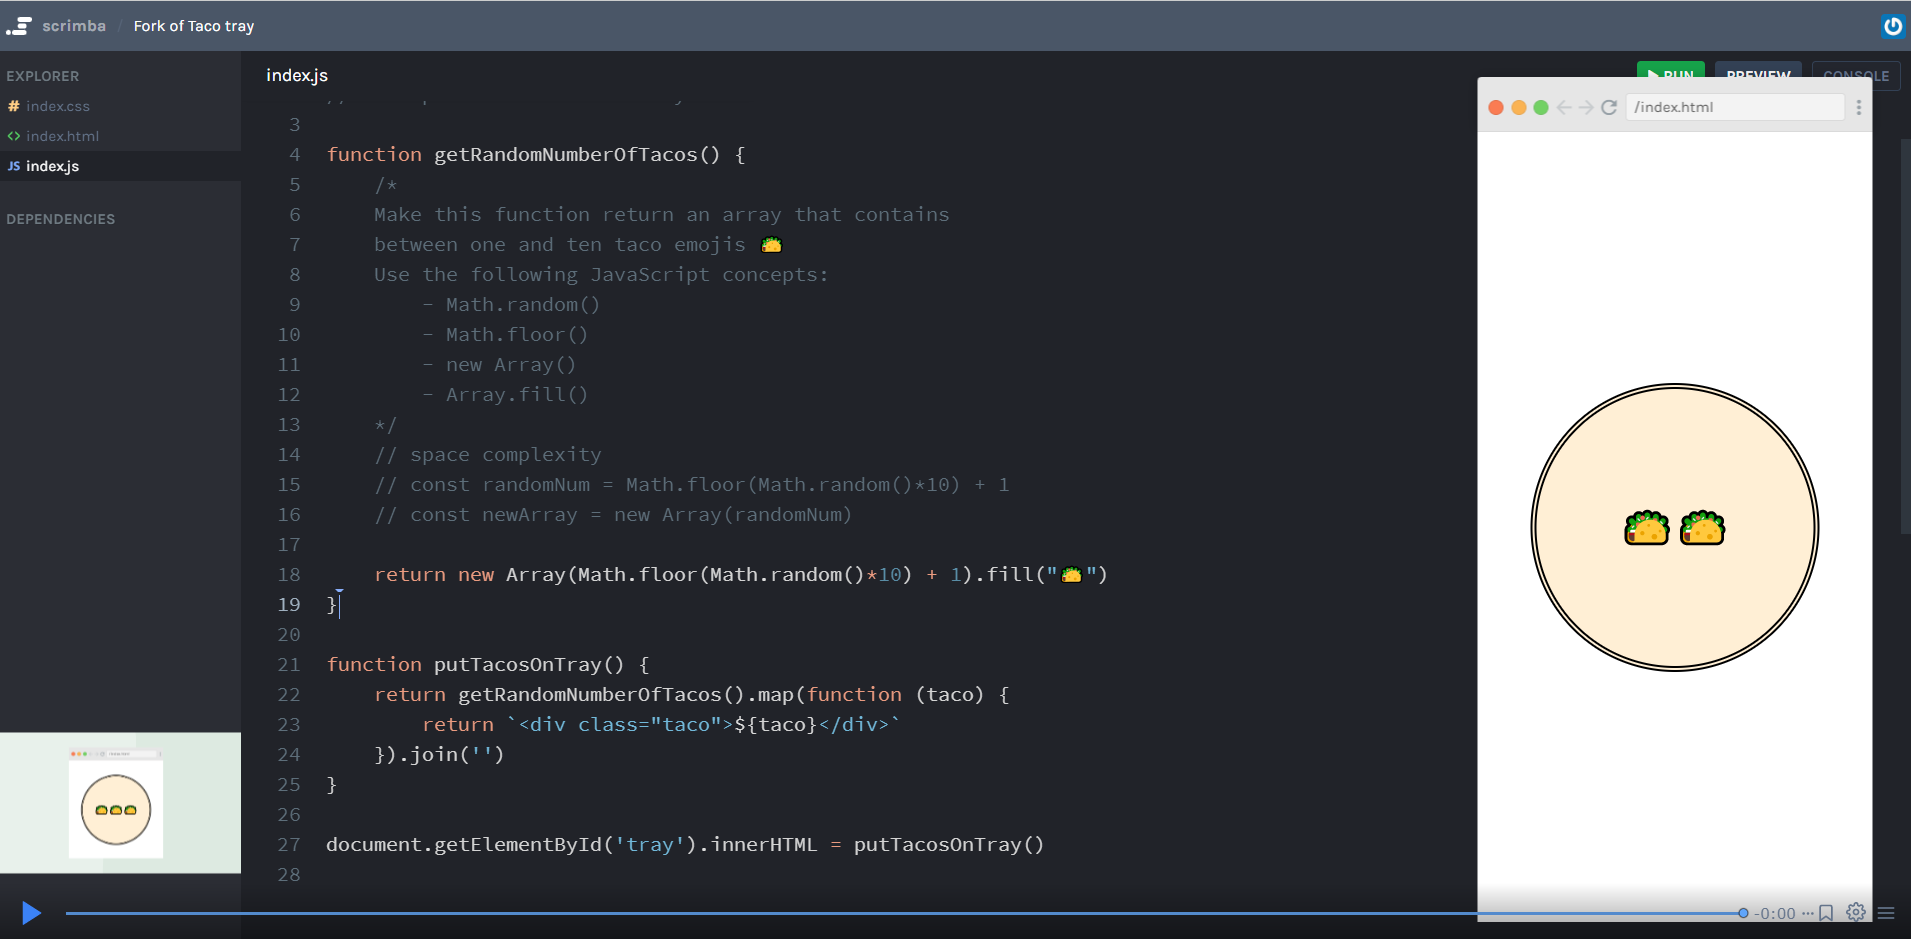 scrimba / Fork of Taco tray
EXPLORER
# index.css
<> index.html
JS index.js
DEPENDENCIES
index.js
RUN
PREVIEW
CONSOLE
3
4 function getRandomNumberOfTacos() {
5 /*
6 Make this function return an array that contains
7 between one and ten taco emojis 🌮
8 Use the following JavaScript concepts:
9 - Math.random()
10 - Math.floor()
11 - new Array()
12 - Array.fill()
13 */
14 // space complexity
15 // const randomNum = Math.floor(Math.random()*10) + 1
16 // const newArray = new Array(randomNum)
17
18 return new Array(Math.floor(Math.random()*10) + 1).fill("🌮")
19 }
20
21 function putTacosOnTray() {
22 return getRandomNumberOfTacos().map(function (taco) {
23 return `<div class="taco">${taco}</div>`
24 }).join('')
25 }
26
27 document.getElementById('tray').innerHTML = putTacosOnTray()
28
/index.html
-0:00